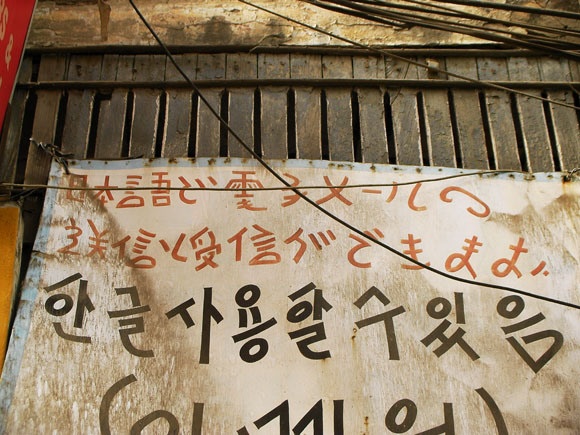 日本語で電子メールの
送信受信ができます。
한글 사용할 수 있음